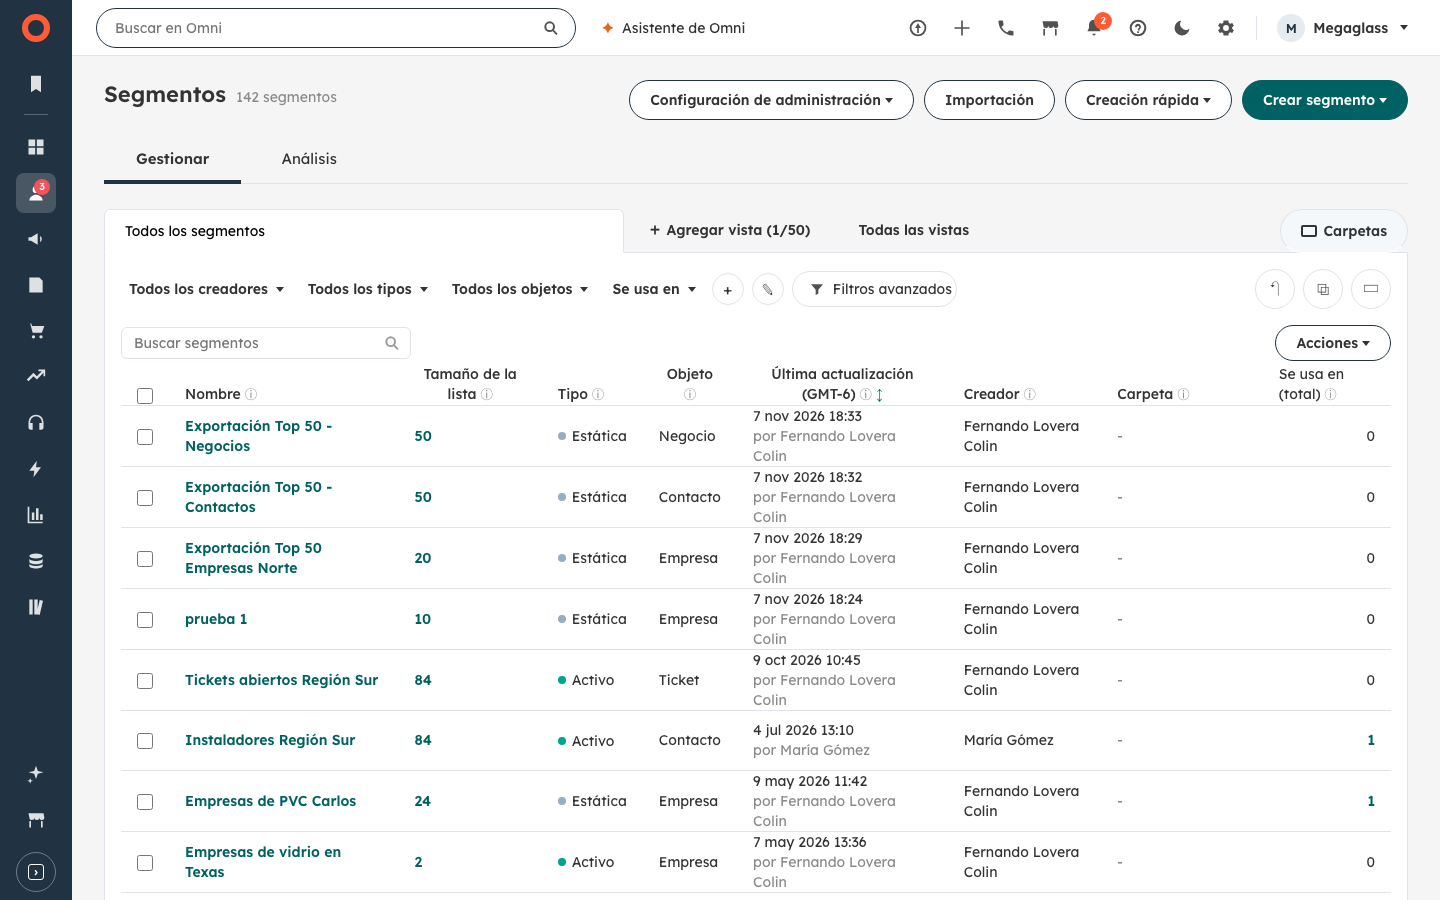 Buscar en Omni
Asistente de Omni
2
M
Megaglass
3
Segmentos
142 segmentos
Configuración de administración
Importación
Creación rápida
Crear segmento
Gestionar
Análisis
Todos los segmentos
+ Agregar vista (1/50)
Todas las vistas
Carpetas
Todos los creadores
Todos los tipos
Todos los objetos
Se usa en
+
Filtros avanzados
Buscar segmentos
Acciones
Nombre
Tamaño de la
lista
Tipo
Objeto
Última actualización
(GMT-6)
Creador
Carpeta
Se usa en
(total)
Exportación Top 50 -
Negocios
50
Estática
Negocio
7 nov 2026 18:33
por Fernando Lovera
Colin
Fernando Lovera
Colin
-
0
Exportación Top 50 -
Contactos
50
Estática
Contacto
7 nov 2026 18:32
por Fernando Lovera
Colin
Fernando Lovera
Colin
-
0
Exportación Top 50
Empresas Norte
20
Estática
Empresa
7 nov 2026 18:29
por Fernando Lovera
Colin
Fernando Lovera
Colin
-
0
prueba 1
10
Estática
Empresa
7 nov 2026 18:24
por Fernando Lovera
Colin
Fernando Lovera
Colin
-
0
Tickets abiertos Región Sur
84
Activo
Ticket
9 oct 2026 10:45
por Fernando Lovera
Colin
Fernando Lovera
Colin
-
0
Instaladores Región Sur
84
Activo
Contacto
4 jul 2026 13:10
por María Gómez
María Gómez
-
1
Empresas de PVC Carlos
24
Estática
Empresa
9 may 2026 11:42
por Fernando Lovera
Colin
Fernando Lovera
Colin
-
1
Empresas de vidrio en
Texas
2
Activo
Empresa
7 may 2026 13:36
por Fernando Lovera
Colin
Fernando Lovera
Colin
-
0